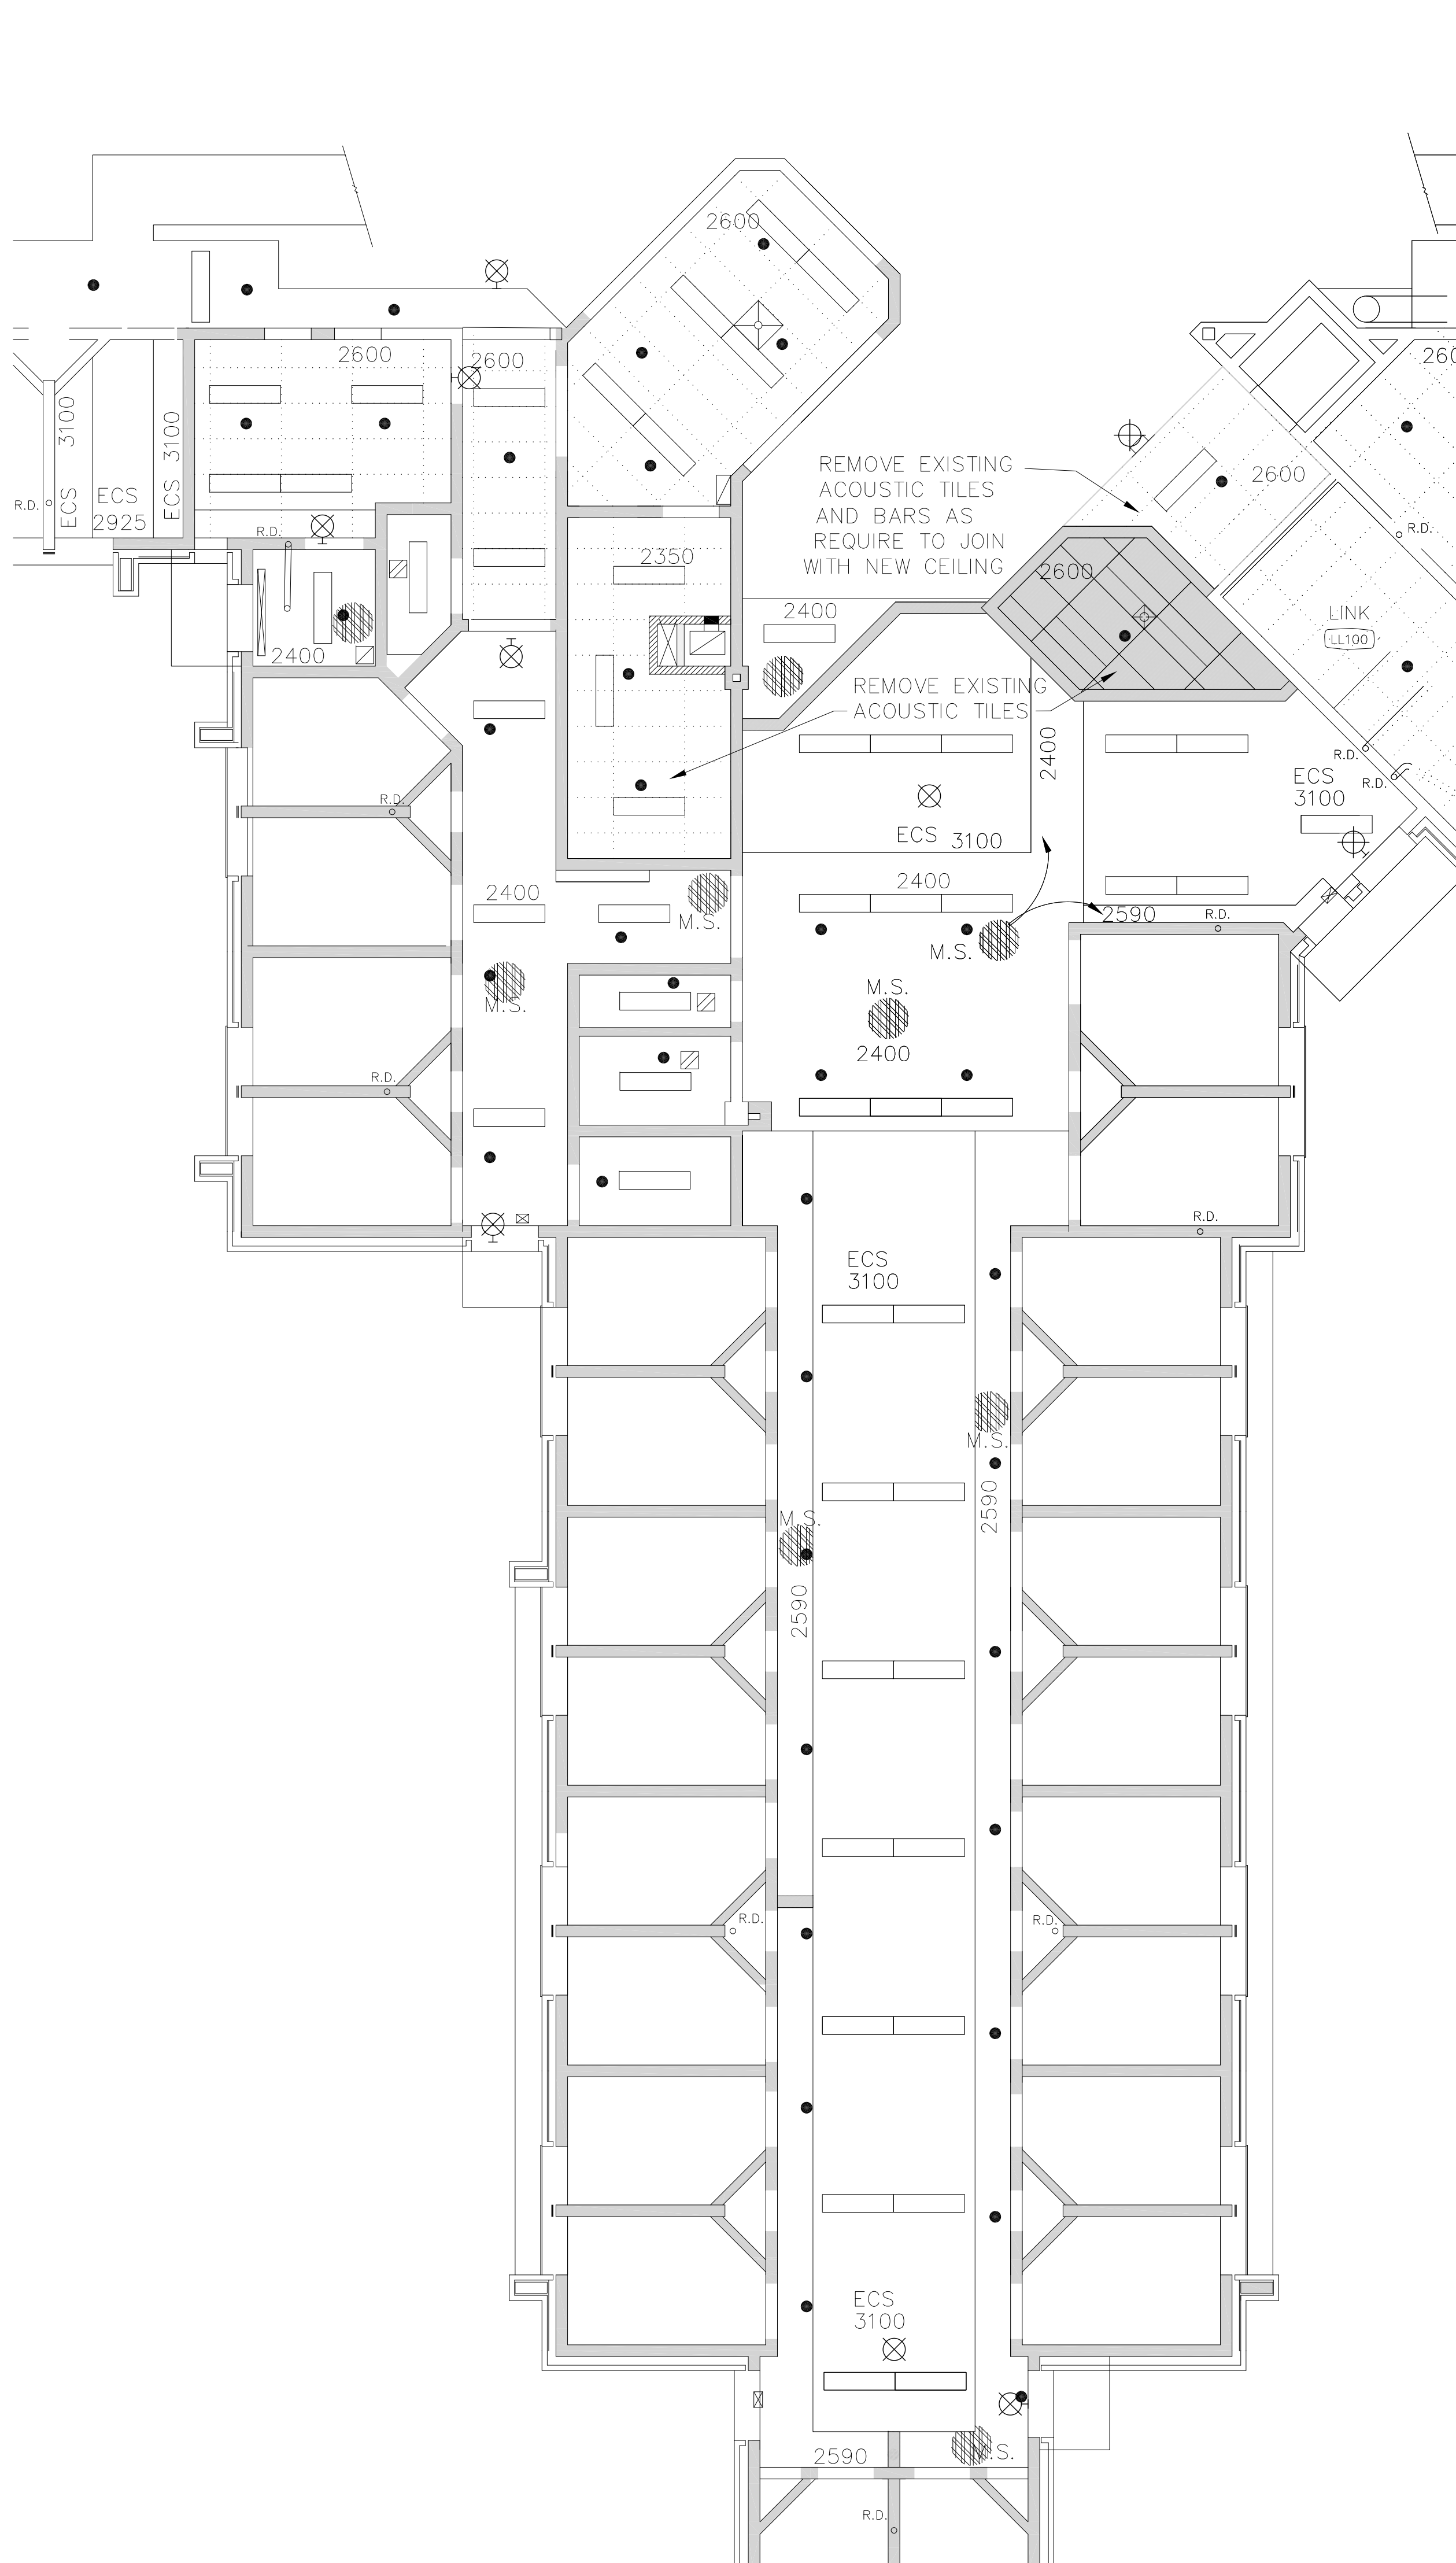 2600
2600
2600
2600
ECS 3100
ECS 3100
REMOVE EXISTING
ACOUSTIC TILES
AND BARS AS
REQUIRE TO JOIN
WITH NEW CEILING
2600
R.D.
ECS
2925
R.D.
R.D.
2350
2600
2400
LINK
LL100
2400
REMOVE EXISTING
ACOUSTIC TILES
2400
R.D.
R.D.
ECS
3100
R.D.
ECS 3100
2400
2400
M.S.
2590
R.D.
M.S.
M.S.
M.S.
2400
R.D.
R.D.
ECS
3100
M.S.
2590
M.S.
2590
R.D.
R.D.
ECS
3100
M.S.
2590
R.D.